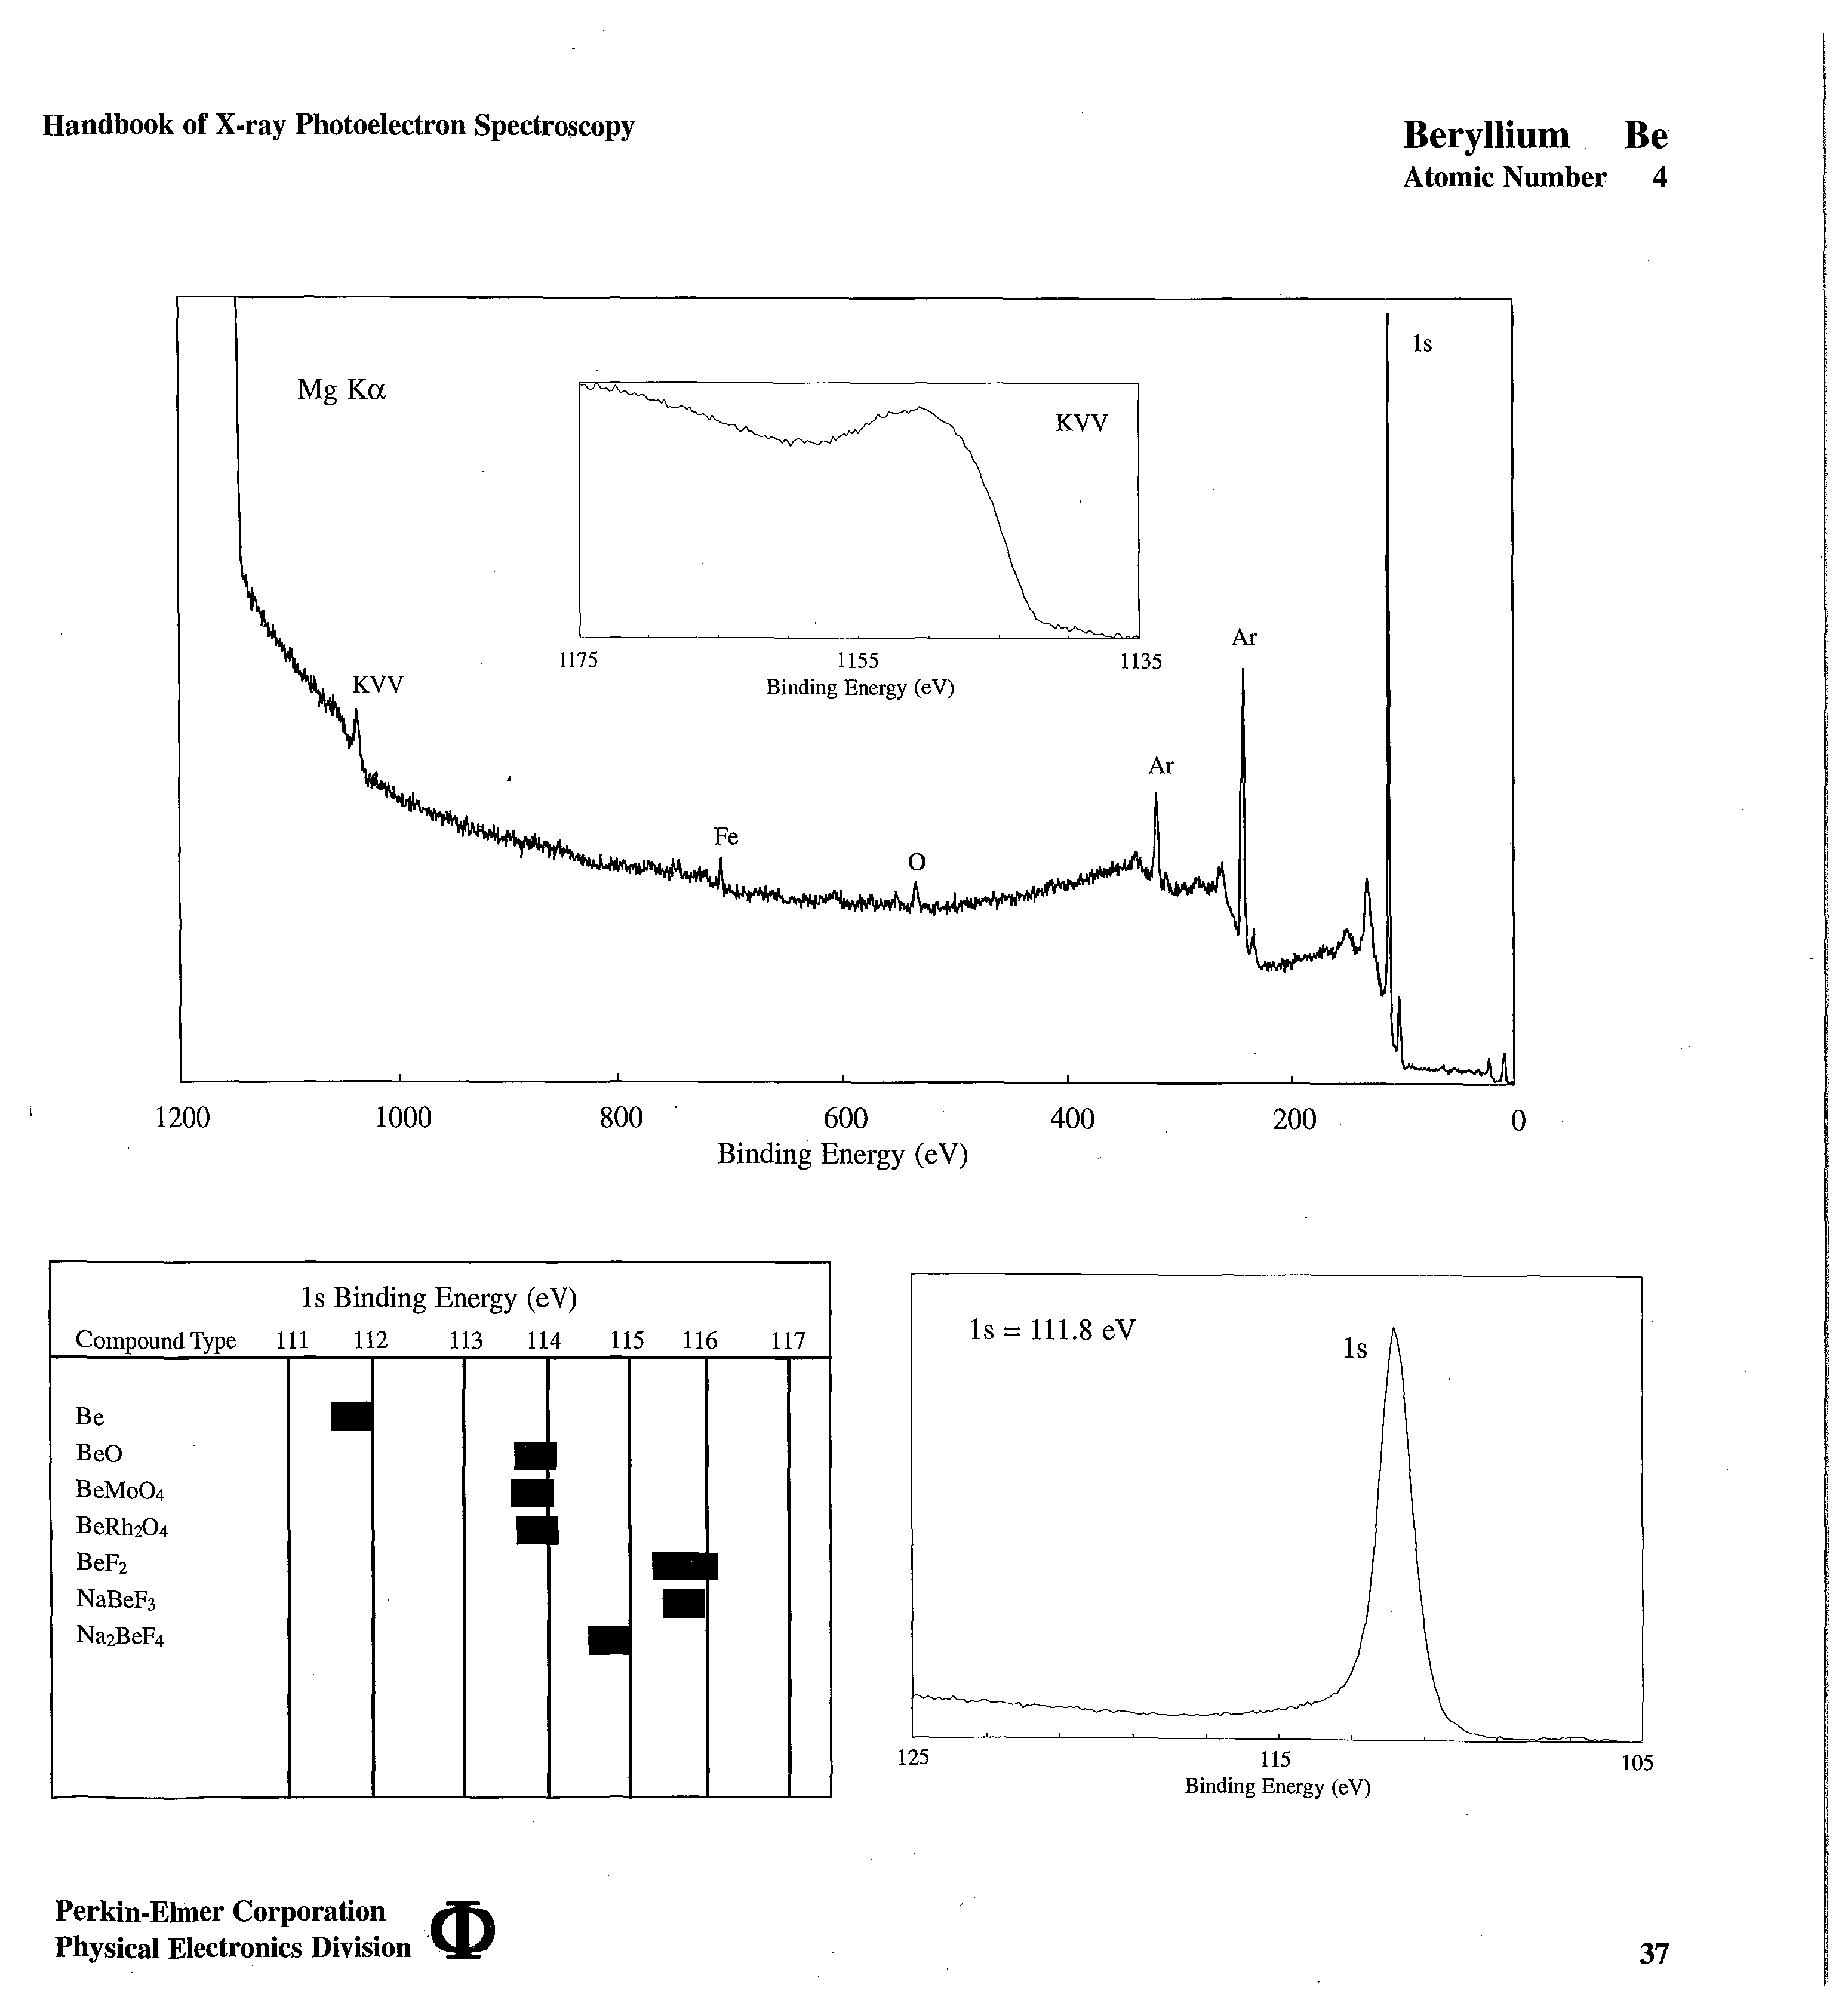 Handbook of X-ray Photoelectron Spectroscopy
Beryllium Be
Atomic Number 4
Mg Kα
1s
KVV
1175 1155 1135
Binding Energy (eV)
KVV
Fe
O
Ar
Ar
1200 1000 800 600 400 200 0
Binding Energy (eV)
1s Binding Energy (eV)
Compound Type 111 112 113 114 115 116 117
Be
BeO
BeMoO4
BeRh2O4
BeF2
NaBeF3
Na2BeF4
1s = 111.8 eV
1s
125 115 105
Binding Energy (eV)
Perkin-Elmer Corporation
Physical Electronics Division Φ
37